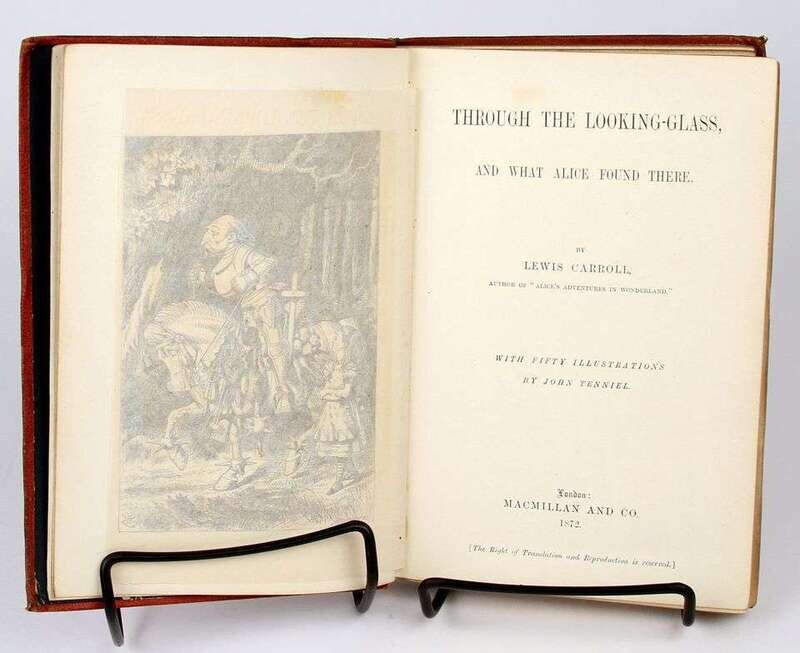 THROUGH THE LOOKING-GLASS,
AND WHAT ALICE FOUND THERE.
BY
LEWIS CARROLL,
AUTHOR OF "ALICE'S ADVENTURES IN WONDERLAND."
WITH FIFTY ILLUSTRATIONS
BY JOHN TENNIEL.
London:
MACMILLAN AND CO.
1872.
[The Right of Translation and Reproduction is reserved.]